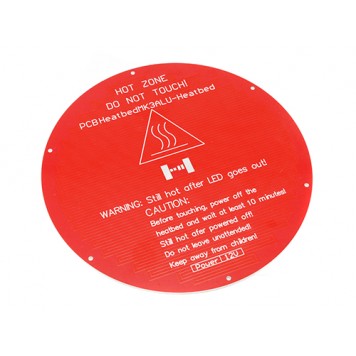 HOT ZONE
DO NOT TOUCH!
PCBHeatbedMK3ALU-Heatbed
WARNING: Still hot after LED goes out!
CAUTION:
Before touching, power off the
heatbed and wait at least 10 minutes!
Still hot afer powered off!
Do not leave unattended!
Keep away from children!
Power 12V